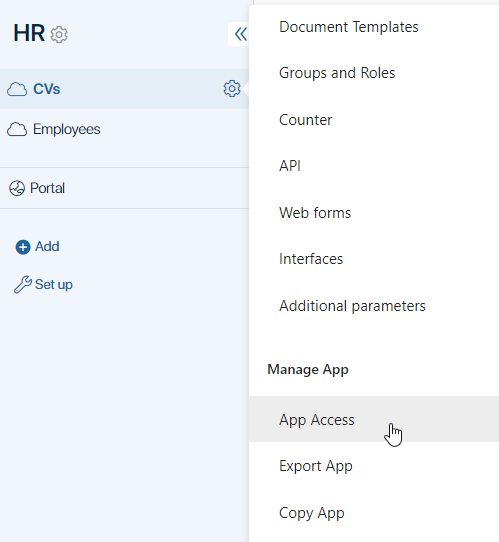 HR
CVs
Employees
Portal
Add
Set up
Document Templates
Groups and Roles
Counter
API
Web forms
Interfaces
Additional parameters
Manage App
App Access
Export App
Copy App